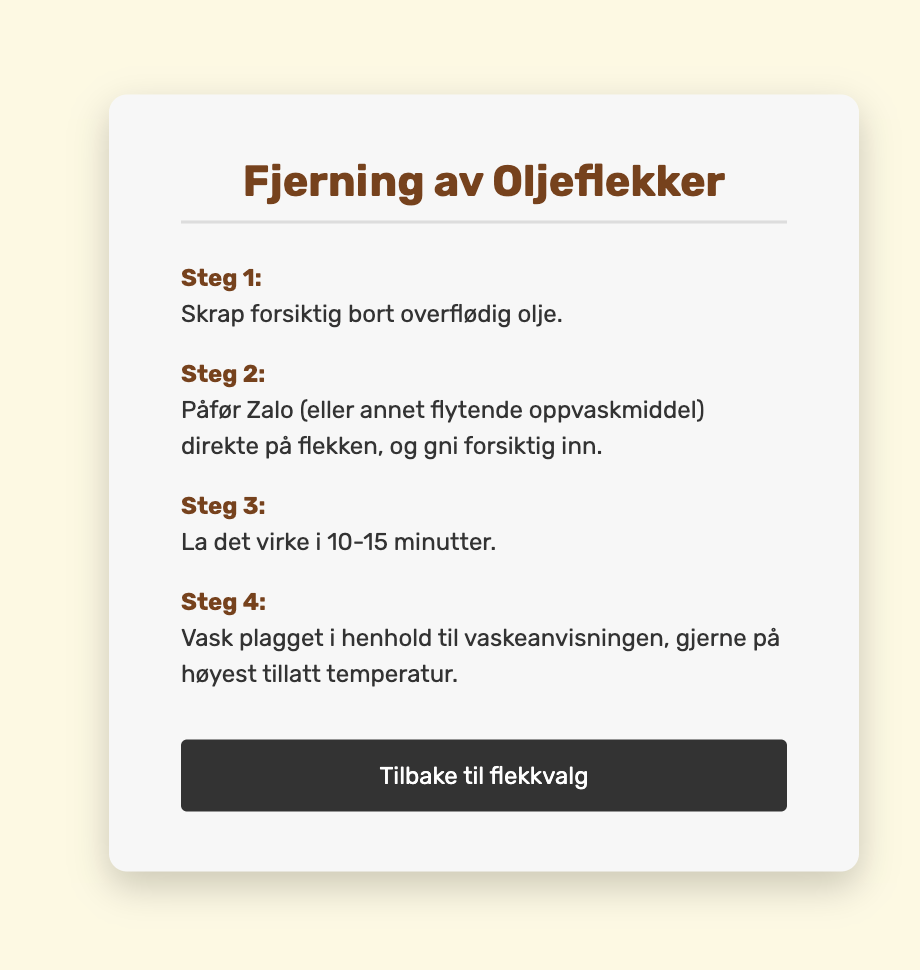 Fjerning av Oljeflekker
Steg 1:
Skrap forsiktig bort overflødig olje.
Steg 2:
Påfør Zalo (eller annet flytende oppvaskmiddel)
direkte på flekken, og gni forsiktig inn.
Steg 3:
La det virke i 10-15 minutter.
Steg 4:
Vask plagget i henhold til vaskeanvisningen, gjerne på
høyest tillatt temperatur.
Tilbake til flekkvalg